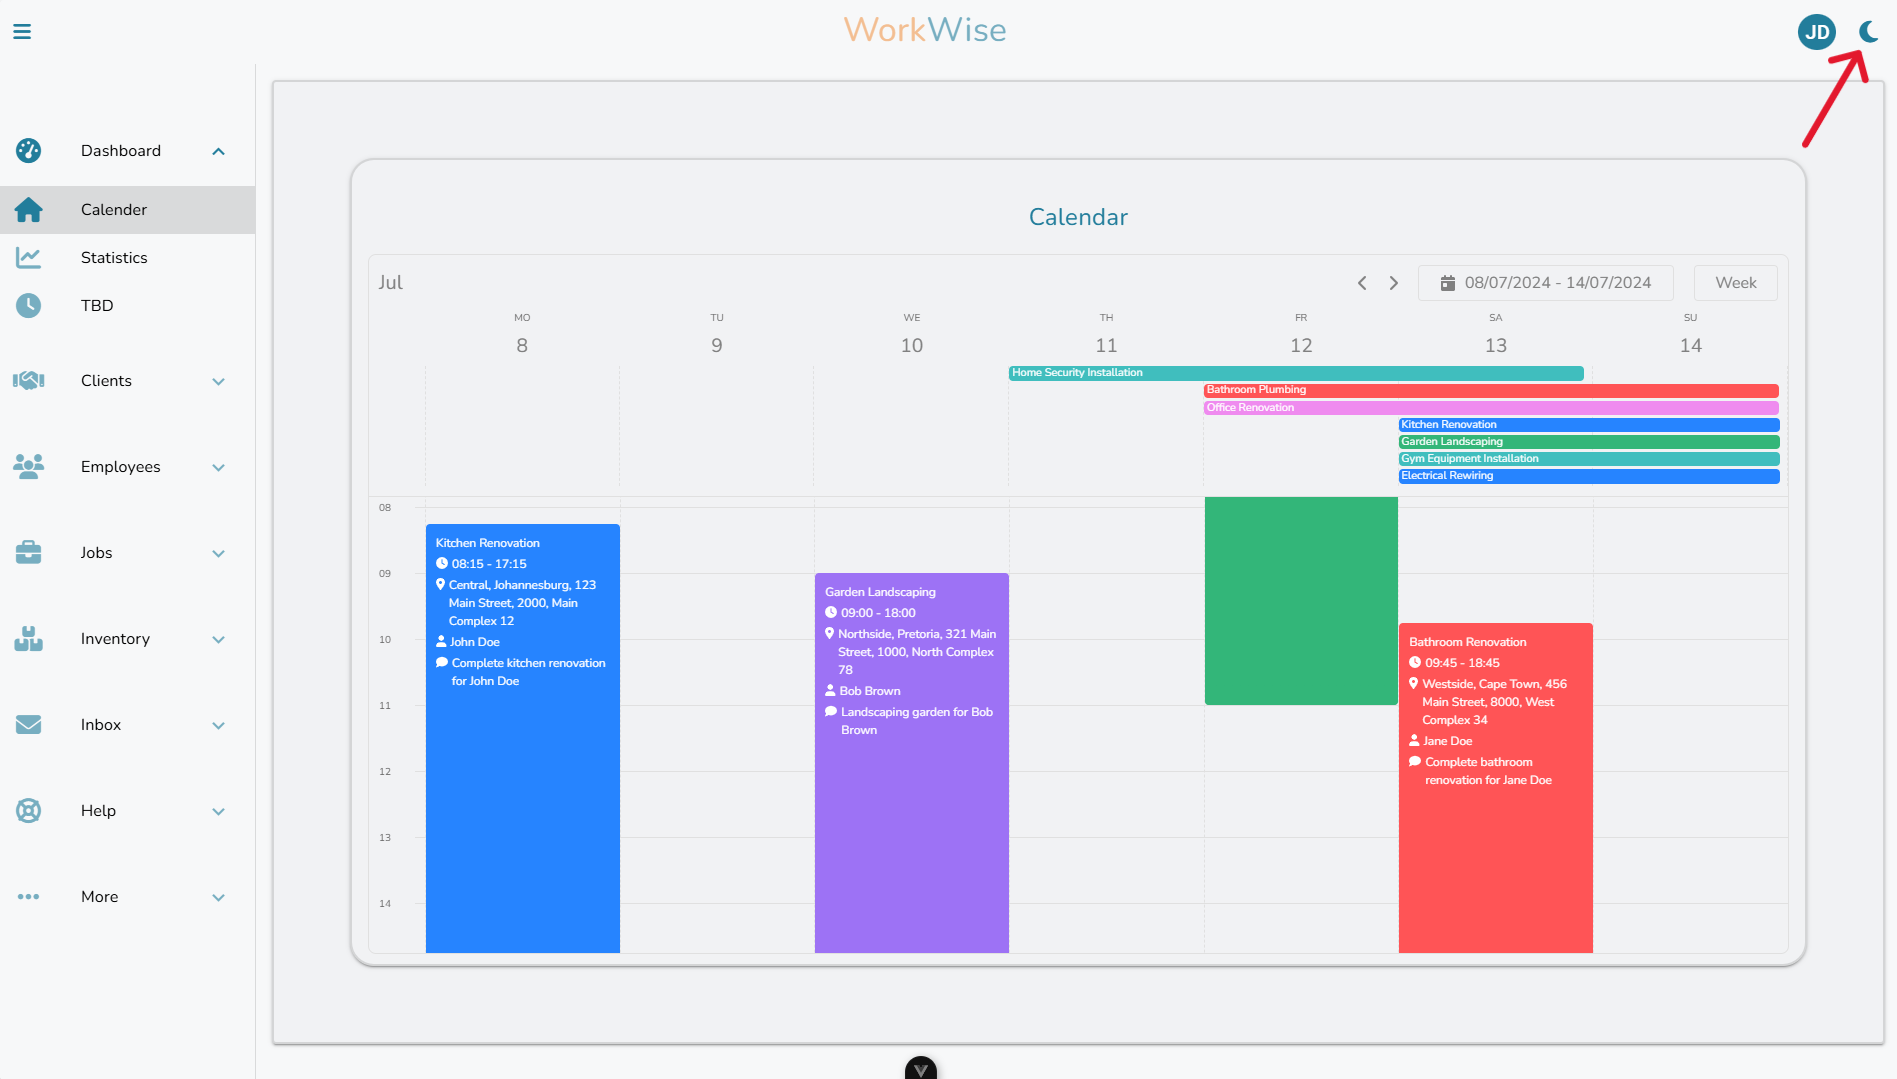 WorkWise
JD
Dashboard
Calender
Statistics
TBD
Clients
Employees
Jobs
Inventory
Inbox
Help
More
Calendar
Jul
08/07/2024 - 14/07/2024
Week
MO TU WE TH FR SA SU
8 9 10 11 12 13 14
Home Security Installation
Bathroom Plumbing
Office Renovation
Kitchen Renovation
Garden Landscaping
Gym Equipment Installation
Electrical Rewiring
08
09
10
11
12
13
14
Kitchen Renovation
08:15 - 17:15
Central, Johannesburg, 123
Main Street, 2000, Main
Complex 12
John Doe
Complete kitchen renovation
for John Doe
Garden Landscaping
09:00 - 18:00
Northside, Pretoria, 321 Main
Street, 1000, North Complex
78
Bob Brown
Landscaping garden for Bob
Brown
Bathroom Renovation
09:45 - 18:45
Westside, Cape Town, 456
Main Street, 8000, West
Complex 34
Jane Doe
Complete bathroom
renovation for Jane Doe